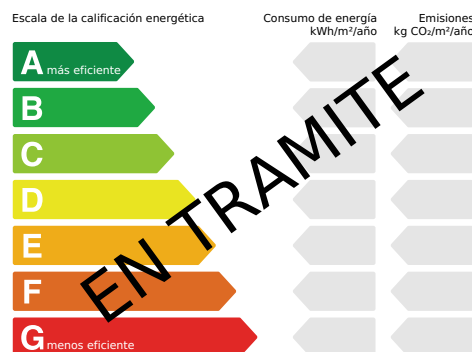 Escala de la calificación energética
Consumo de energía
kWh/m²/año
Emisiones
kg CO₂/m²/año
A más eficiente
B
C
D
E
F
G menos eficiente
EN TRAMITE